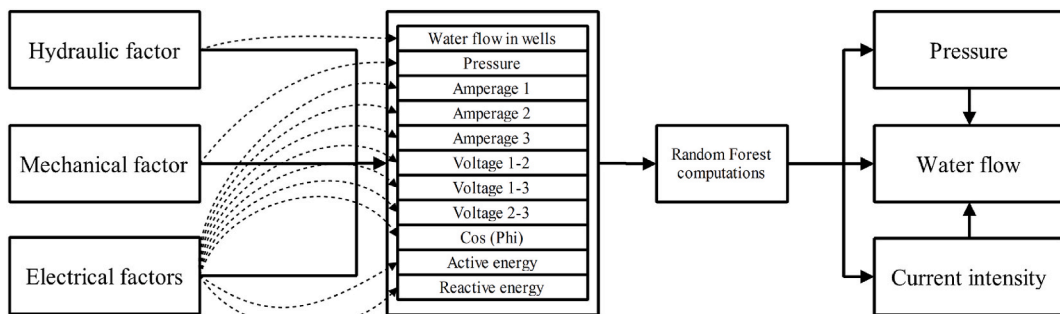 Hydraulic factor
Mechanical factor
Electrical factors
Water flow in wells
Pressure
Amperage 1
Amperage 2
Amperage 3
Voltage 1-2
Voltage 1-3
Voltage 2-3
Cos (Phi)
Active energy
Reactive energy
Random Forest
computations
Pressure
Water flow
Current intensity